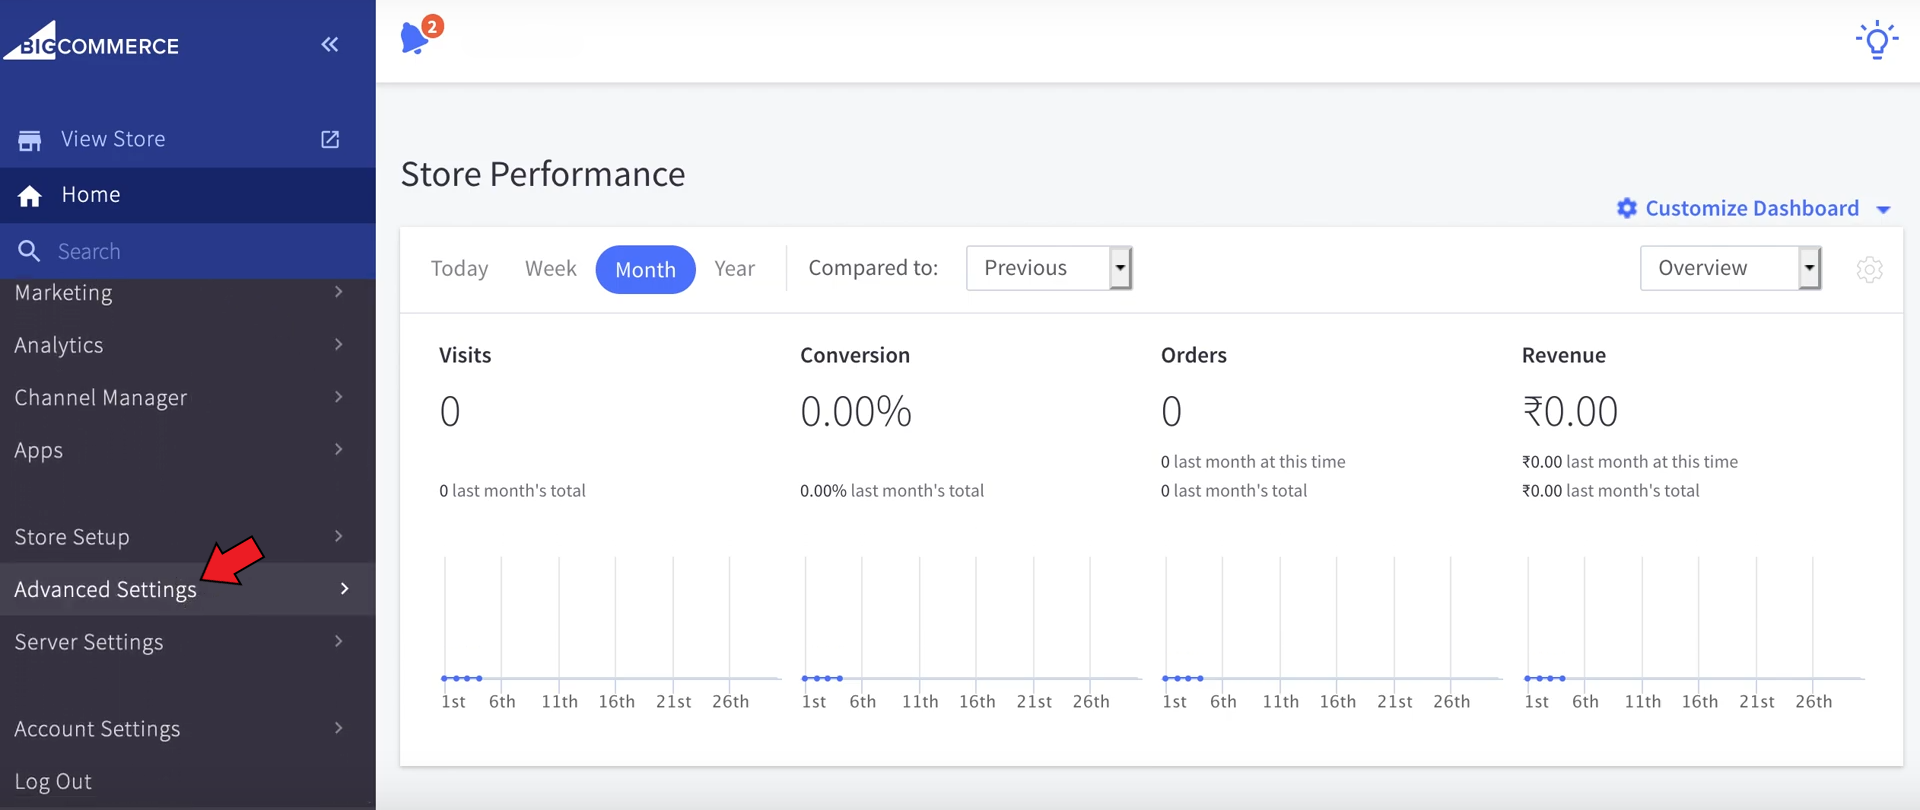 BIGCOMMERCE
View Store
Home
Search
Marketing
Analytics
Channel Manager
Apps
Store Setup
Advanced Settings
Server Settings
Account Settings
Log Out
2
Store Performance
Customize Dashboard
Today Week Month Year Compared to: Previous Overview
Visits Conversion Orders Revenue
0 0.00% 0 ₹0.00
0 last month at this time ₹0.00 last month at this time
0 last month's total 0.00% last month's total 0 last month's total ₹0.00 last month's total
1st 6th 11th 16th 21st 26th 1st 6th 11th 16th 21st 26th 1st 6th 11th 16th 21st 26th 1st 6th 11th 16th 21st 26th